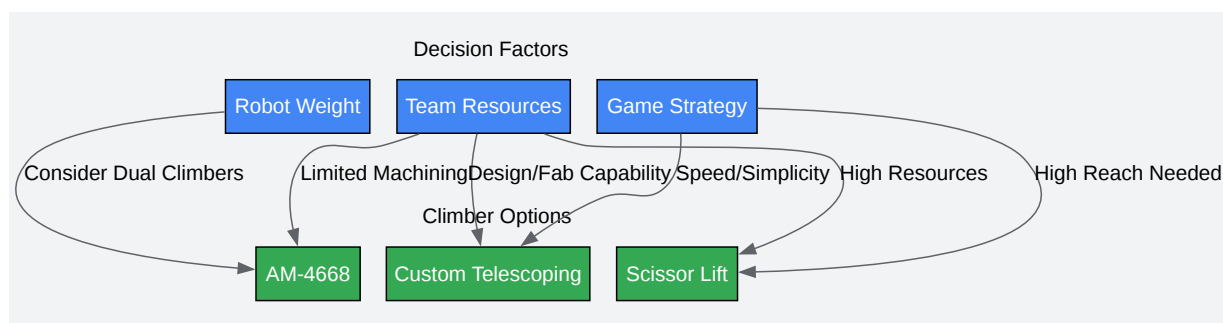 Decision Factors
Robot Weight
Team Resources
Game Strategy
Consider Dual Climbers
Limited Machining
Design/Fab Capability
Speed/Simplicity
High Resources
High Reach Needed
Climber Options
AM-4668
Custom Telescoping
Scissor Lift